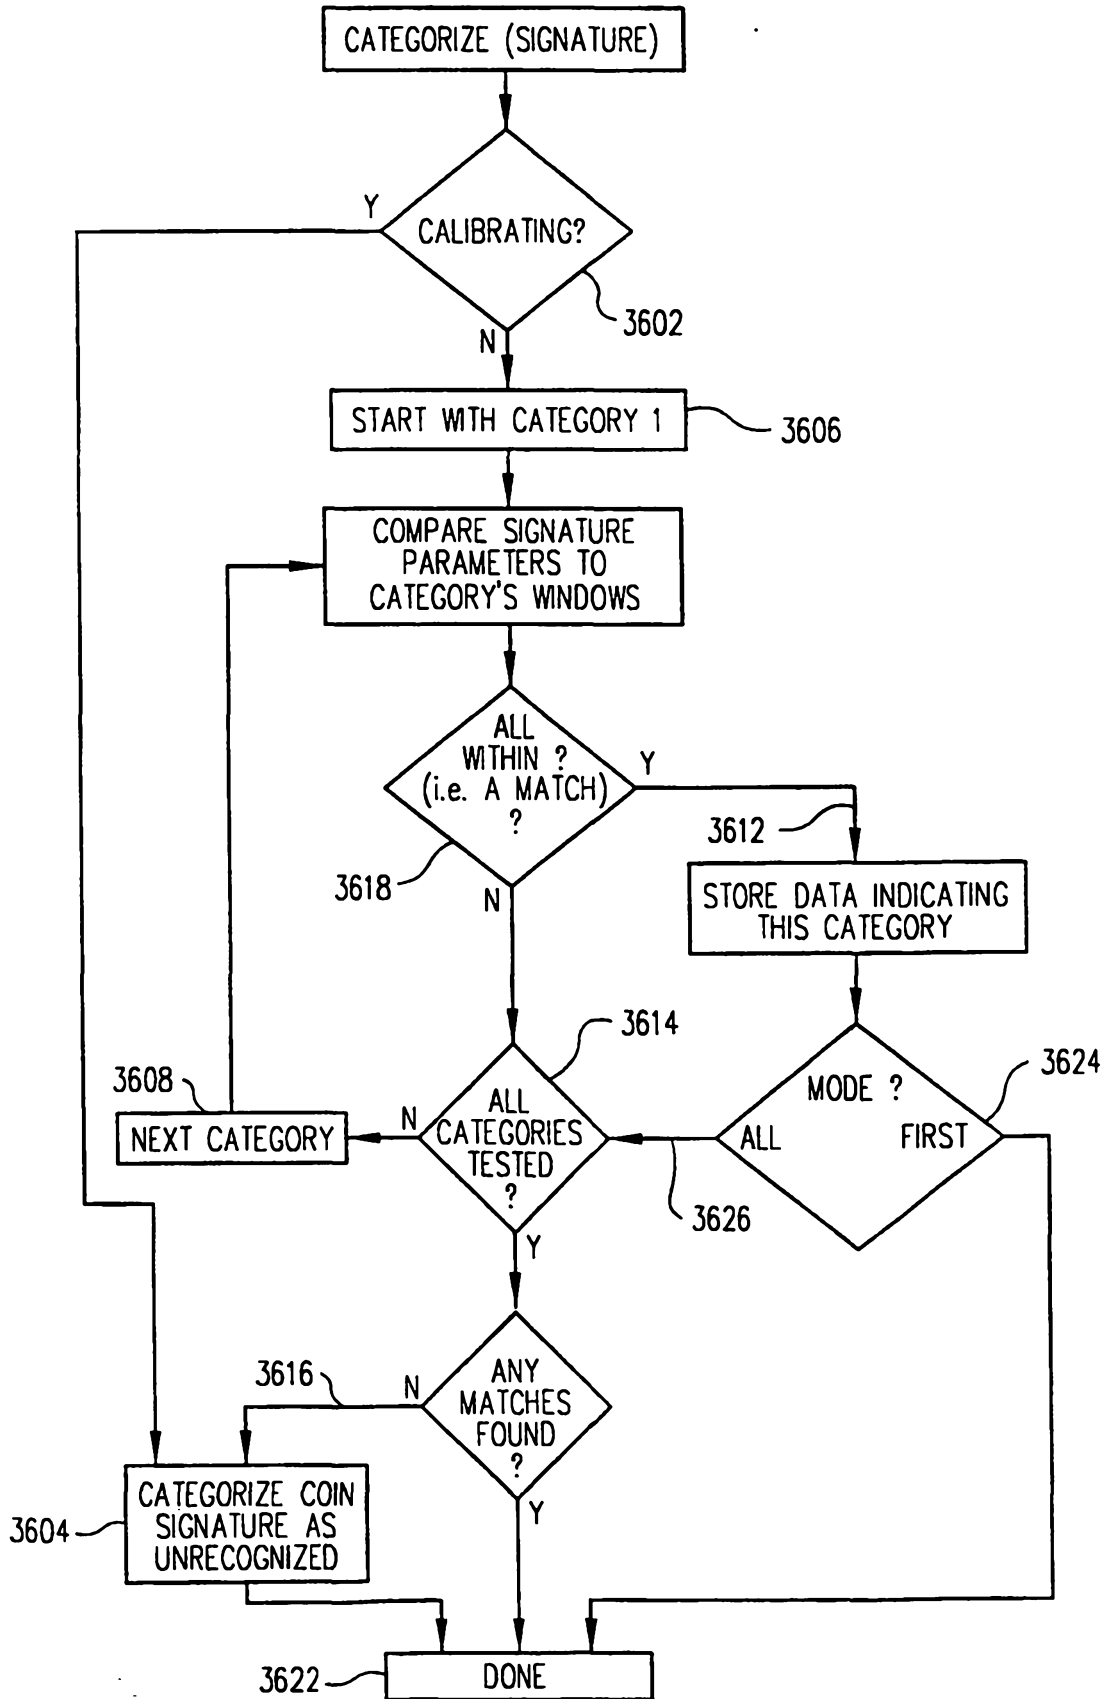 CATEGORIZE (SIGNATURE)
Y
CALIBRATING?
3602
N
START WITH CATEGORY 1
3606
COMPARE SIGNATURE
PARAMETERS TO
CATEGORY'S WINDOWS
ALL
WITHIN ?
(i.e. A MATCH)
?
Y
3612
3618
N
STORE DATA INDICATING
THIS CATEGORY
3614
3624
MODE ?
ALL
FIRST
3608
NEXT CATEGORY
N
ALL
CATEGORIES
TESTED
?
3626
Y
3616
N
ANY
MATCHES
FOUND
?
Y
3604
CATEGORIZE COIN
SIGNATURE AS
UNRECOGNIZED
3622
DONE